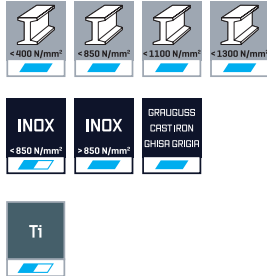 <400 N/mm² <850 N/mm² <1100 N/mm² <1300 N/mm²
INOX INOX GRAUGUSS
CAST IRON
GHISA GRIGIA
<850 N/mm² >850 N/mm²
Ti